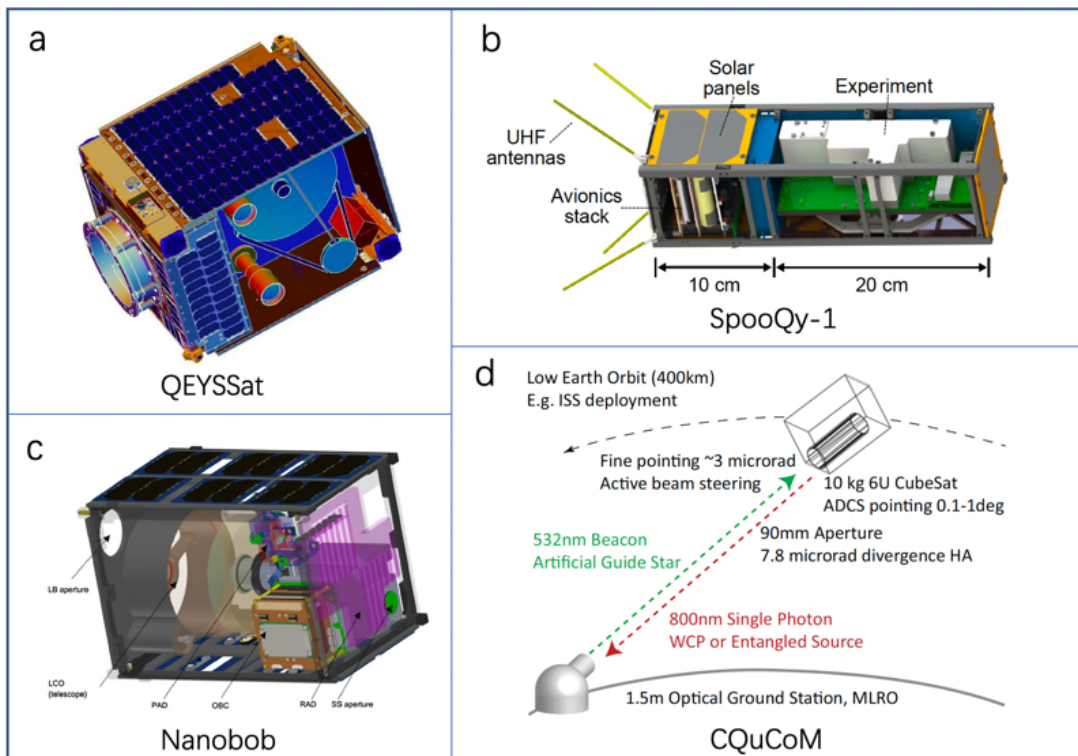 a
QEYSSat
b
Solar
panels
Experiment
UHF
antennas
Avionics
stack
10 cm
20 cm
SpooQy-1
c
LB aperture
LCO
(telescope)
PAD
OBC
RAD
SS aperture
Nanobob
d
Low Earth Orbit (400km)
E.g. ISS deployment
Fine pointing ~3 microrad
Active beam steering
10 kg 6U CubeSat
ADCS pointing 0.1-1deg
90mm Aperture
7.8 microrad divergence HA
532nm Beacon
Artificial Guide Star
800nm Single Photon
WCP or Entangled Source
1.5m Optical Ground Station, MLRO
CQuCoM